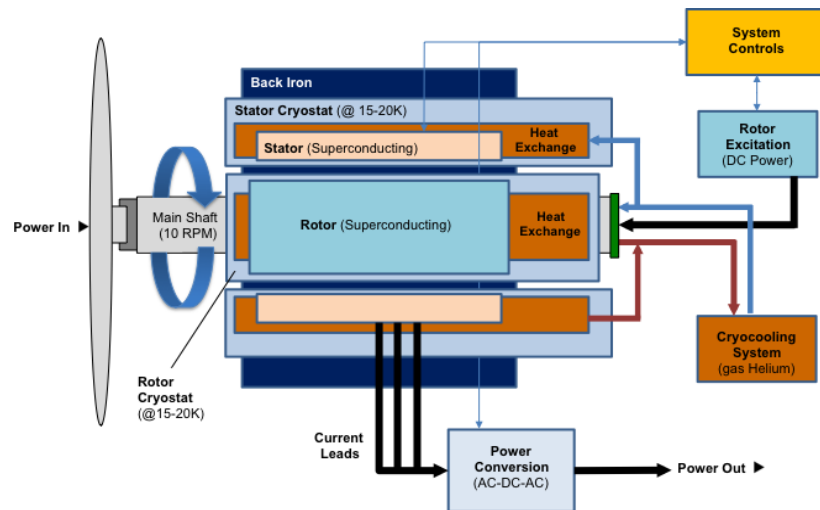 System
Controls
Back Iron
Stator Cryostat (@ 15-20K)
Heat
Exchange
Stator (Superconducting)
Rotor
Excitation
(DC Power)
Power In
Main Shaft
(10 RPM)
Rotor (Superconducting)
Heat
Exchange
Cryocooling
System
(gas Helium)
Rotor
Cryostat
(@15-20K)
Current
Leads
Power
Conversion
(AC-DC-AC)
Power Out